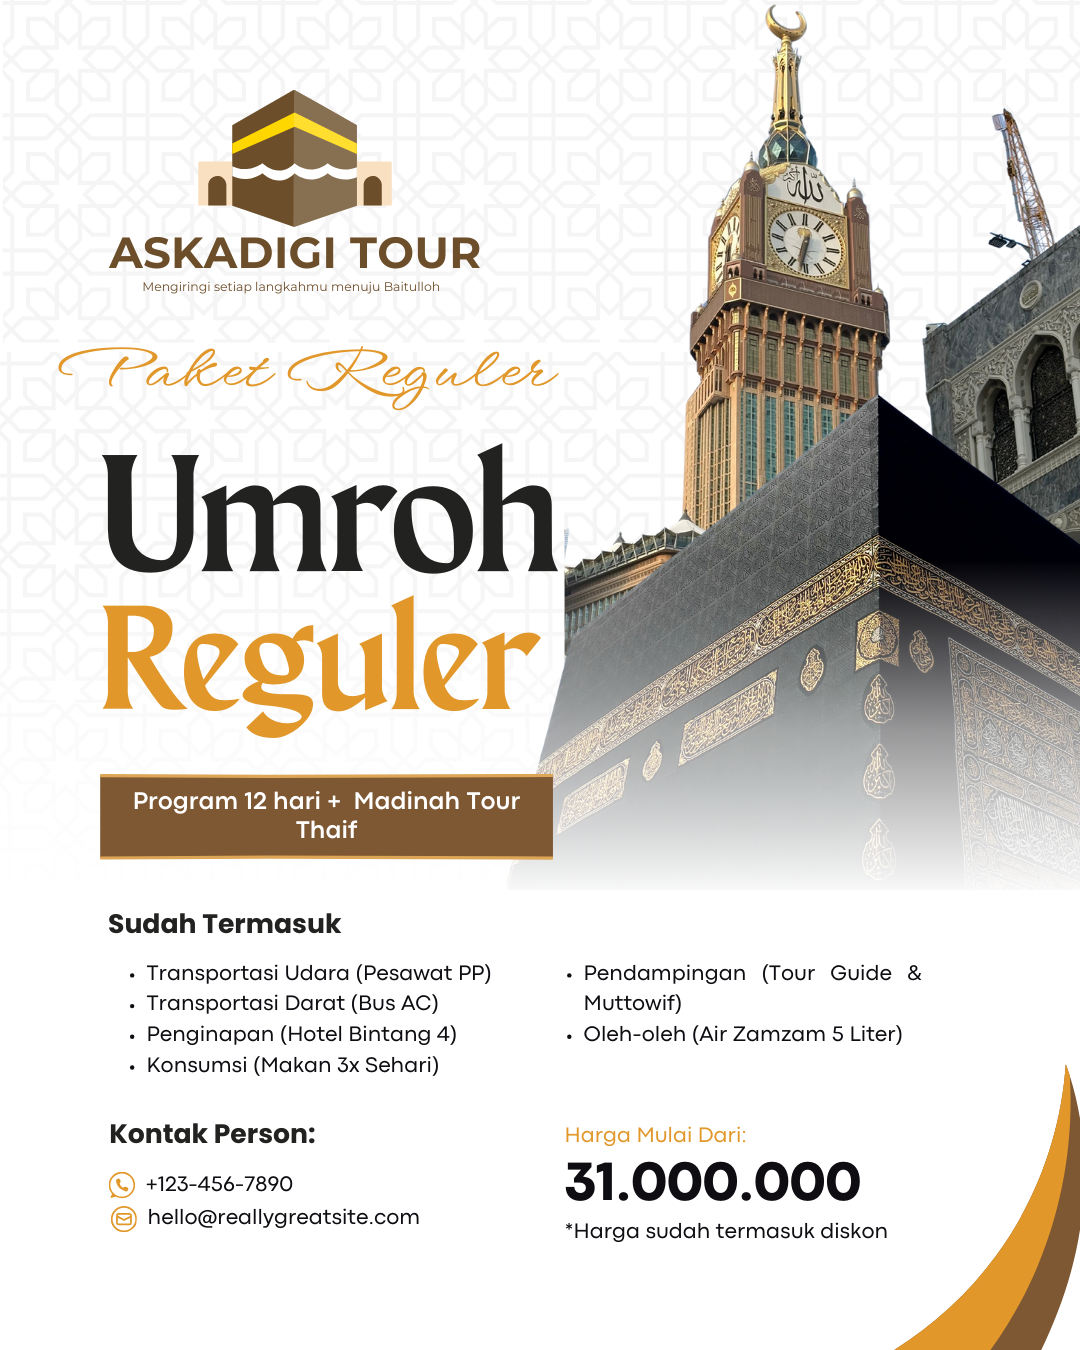 ASKADIGI TOUR
Mengiringi setiap langkahmu menuju Baitulloh
Paket Reguler
Umroh
Reguler
Program 12 hari + Madinah Tour
Thaif
Sudah Termasuk
• Transportasi Udara (Pesawat PP)
• Transportasi Darat (Bus AC)
• Penginapan (Hotel Bintang 4)
• Konsumsi (Makan 3x Sehari)
• Pendampingan (Tour Guide &
Muttowif)
• Oleh-oleh (Air Zamzam 5 Liter)
Kontak Person:
+123-456-7890
hello@reallygreatsite.com
Harga Mulai Dari:
31.000.000
*Harga sudah termasuk diskon
الله